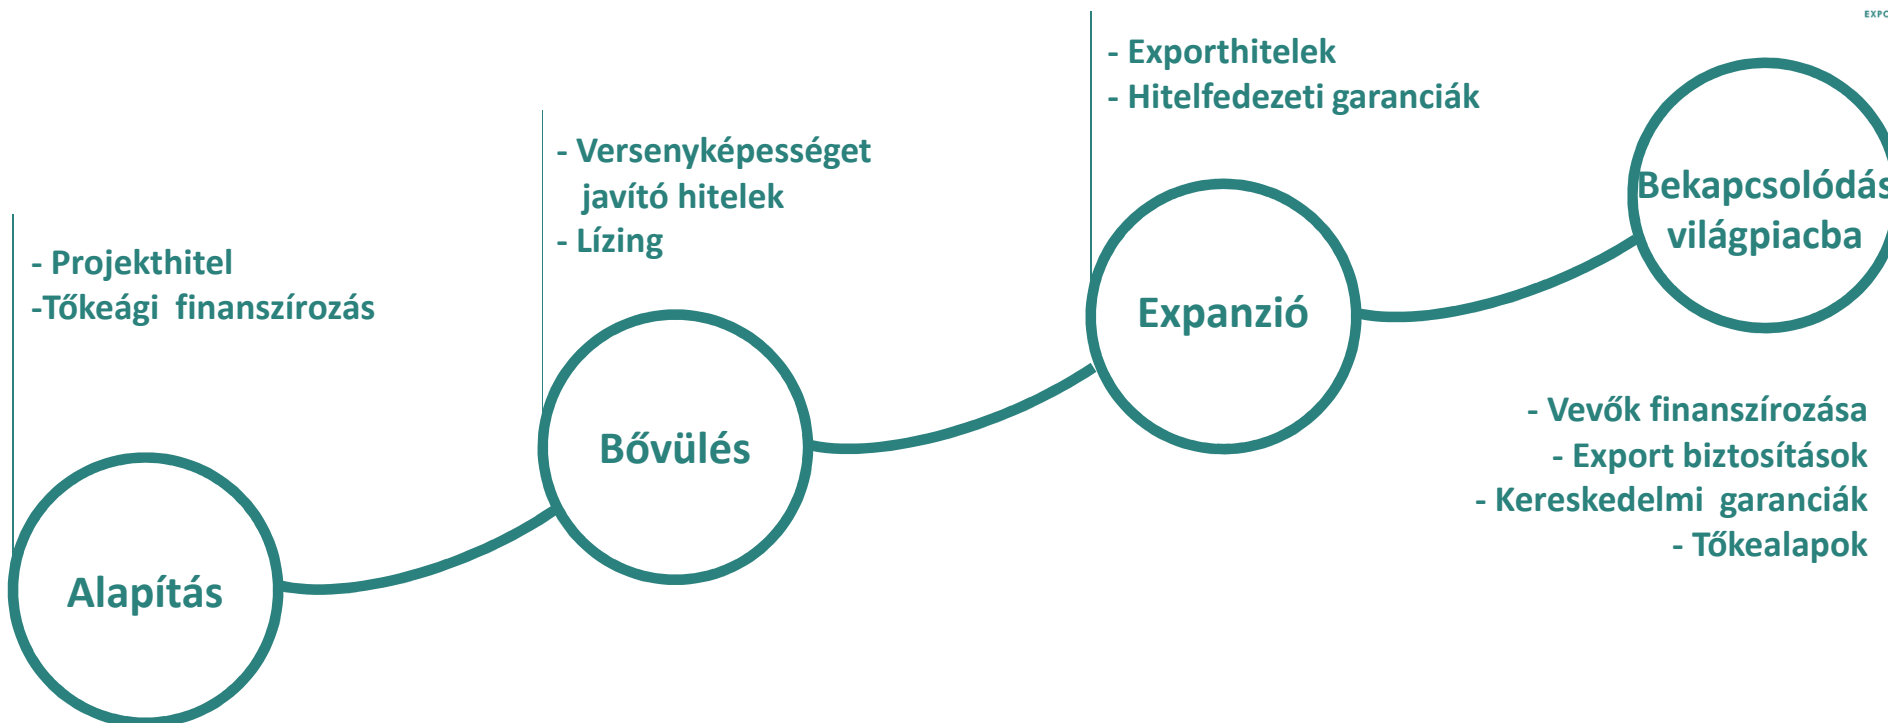 - Projekthitel
-Tőkeági finanszírozás
Alapítás
- Versenyképességet
javító hitelek
- Lízing
Bővülés
- Exporthitelek
- Hitelfedezeti garanciák
Expanzió
Bekapcsolódás
világpiacba
- Vevők finanszírozása
- Export biztosítások
- Kereskedelmi garanciák
- Tőkealapok